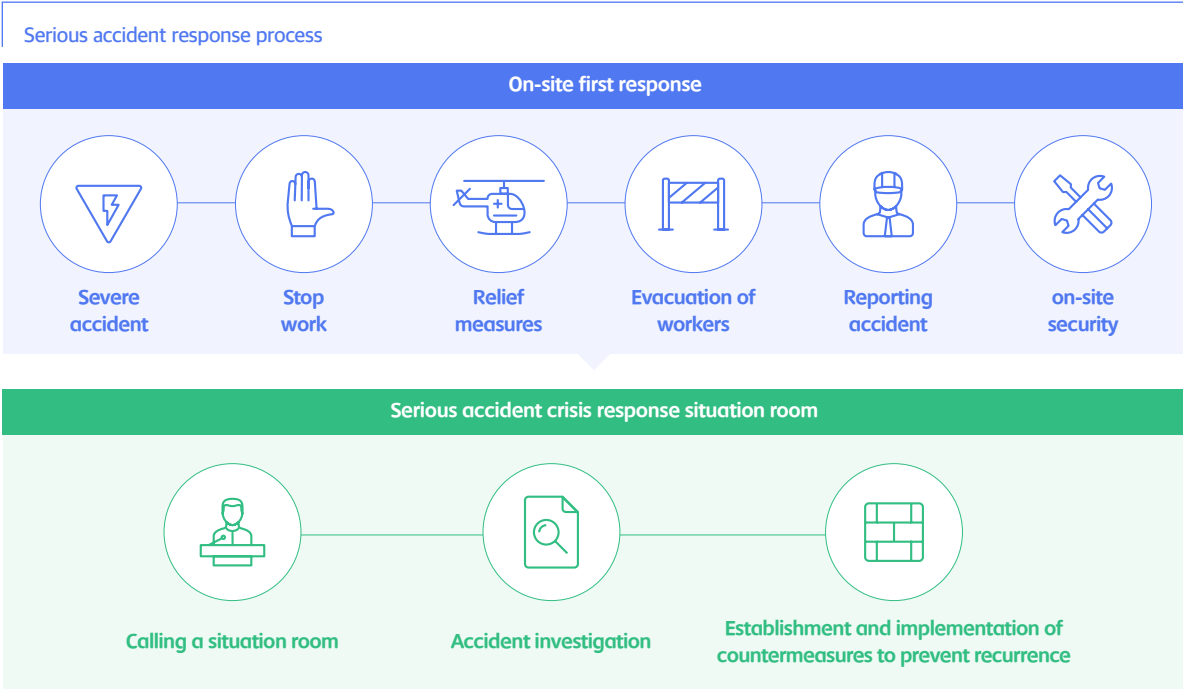 Serious accident response process
On-site first response
Severe
accident
Stop
work
Relief
measures
Evacuation of
workers
Reporting
accident
on-site
security
Serious accident crisis response situation room
Calling a situation room
Accident investigation
Establishment and implementation of
countermeasures to prevent recurrence